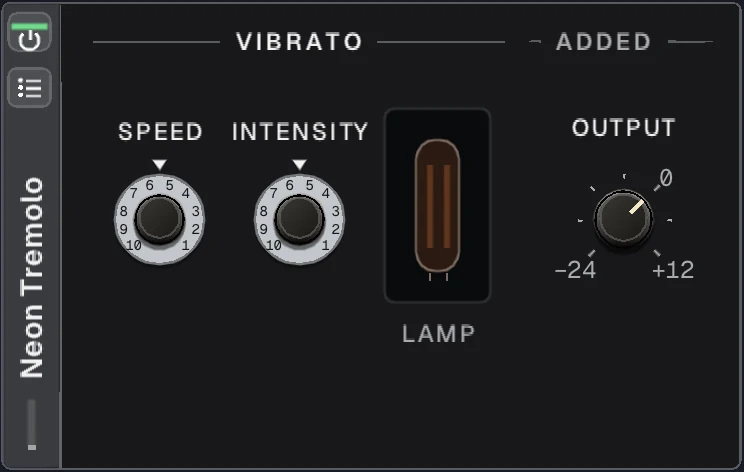 Neon Tremolo
VIBRATO
SPEED
10 9 8 7 6 5 4 3 2 1
INTENSITY
10 9 8 7 6 5 4 3 2 1
LAMP
ADDED
OUTPUT
0
-24 +12